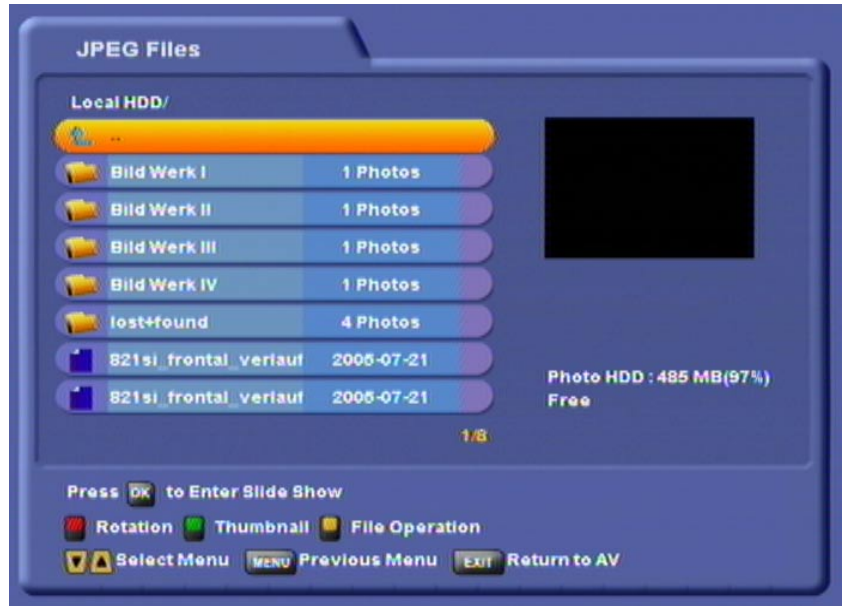 JPEG Files
Local HDD/
..
Bild Werk I 1 Photos
Bild Werk II 1 Photos
Bild Werk III 1 Photos
Bild Werk IV 1 Photos
lost+found 4 Photos
821si_frontal_verlauf 2005-07-21
821si_frontal_verlauf 2005-07-21
Photo HDD : 485 MB(97%)
Free
1/8
Press OK to Enter Slide Show
Rotation Thumbnail File Operation
Select Menu MENU Previous Menu EXIT Return to AV